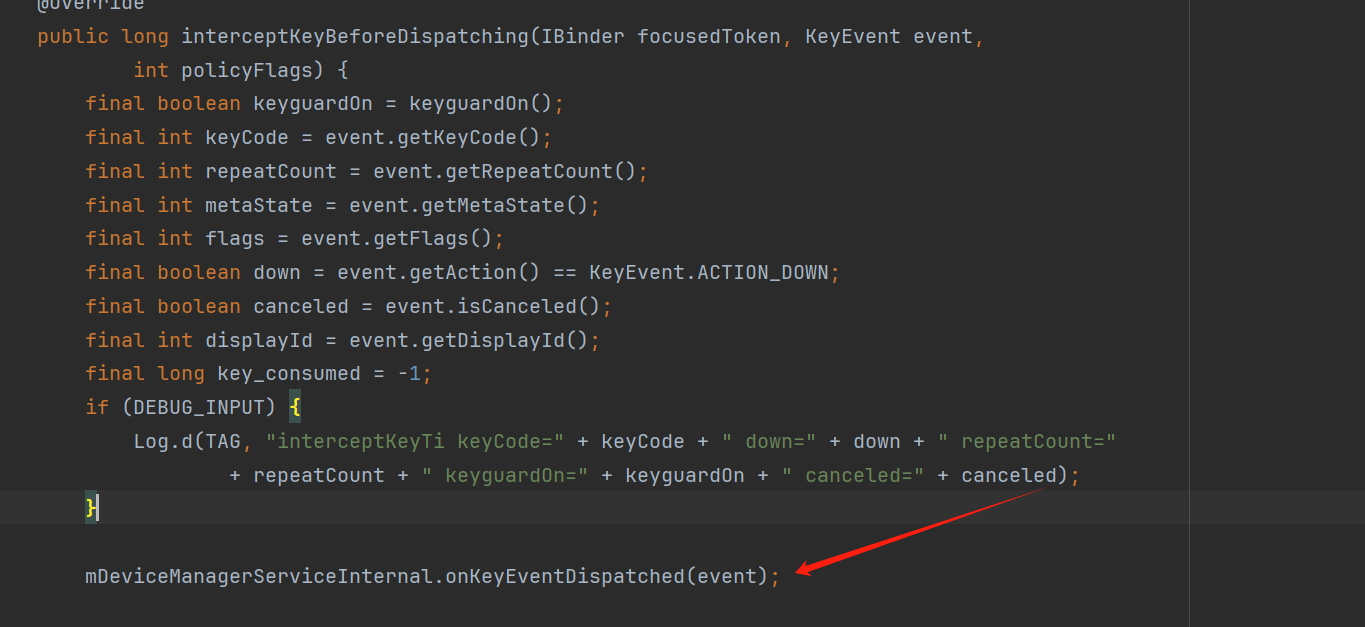 @Override
public long interceptKeyBeforeDispatching(IBinder focusedToken, KeyEvent event,
int policyFlags) {
final boolean keyguardOn = keyguardOn();
final int keyCode = event.getKeyCode();
final int repeatCount = event.getRepeatCount();
final int metaState = event.getMetaState();
final int flags = event.getFlags();
final boolean down = event.getAction() == KeyEvent.ACTION_DOWN;
final boolean canceled = event.isCanceled();
final int displayId = event.getDisplayId();
final long key_consumed = -1;
if (DEBUG_INPUT) {
Log.d(TAG, "interceptKeyTi keyCode=" + keyCode + " down=" + down + " repeatCount="
+ repeatCount + " keyguardOn=" + keyguardOn + " canceled=" + canceled);
}
mDeviceManagerServiceInternal.onKeyEventDispatched(event);